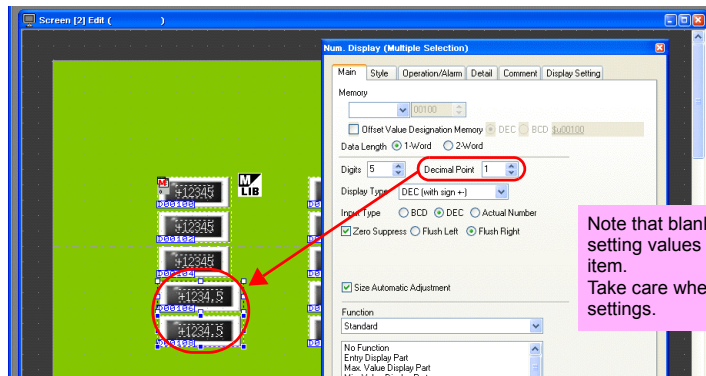 Screen [2] Edit ( )
Num. Display (Multiple Selection)
Main Style Operation/Alarm Detail Comment Display Setting
Memory
00100
Offset Value Designation Memory DEC BCD $u00100
Data Length 1-Word 2-Word
Digits 5 Decimal Point 1
Display Type DEC (with sign +-)
Input Type BCD DEC Actual Number
Zero Suppress Flush Left Flush Right
Size Automatic Adjustment
Function
Standard
No Function
Entry Display Part
Max. Value Display Part
M
M LIB
+12345
D00100
+12345
D00102
+12345
D00104
+1234.5
D00106
+1234.5
Note that blank
setting values
item.
Take care whe
settings.